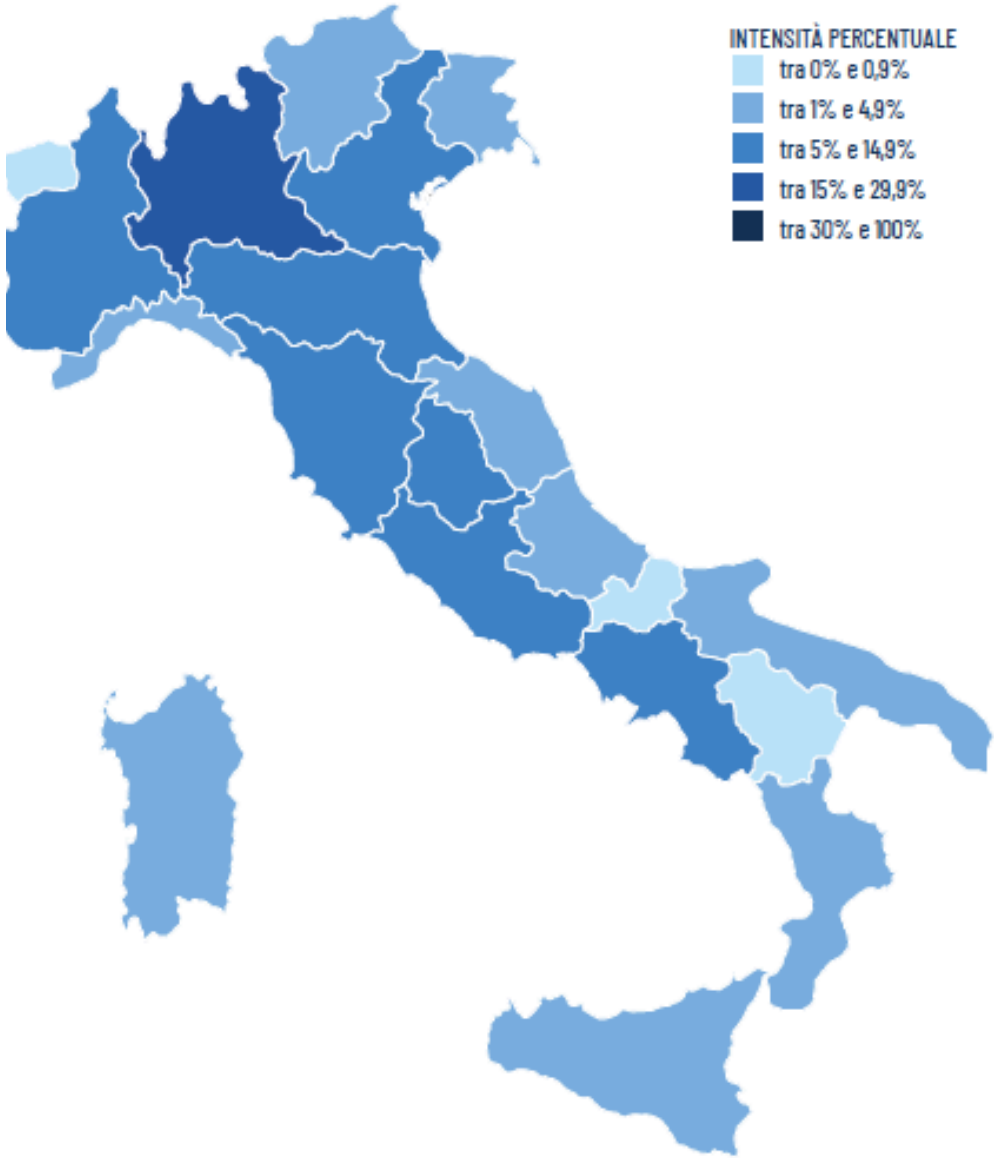 INTENSITÀ PERCENTUALE
tra 0% e 0,9%
tra 1% e 4,9%
tra 5% e 14,9%
tra 15% e 29,9%
tra 30% e 100%